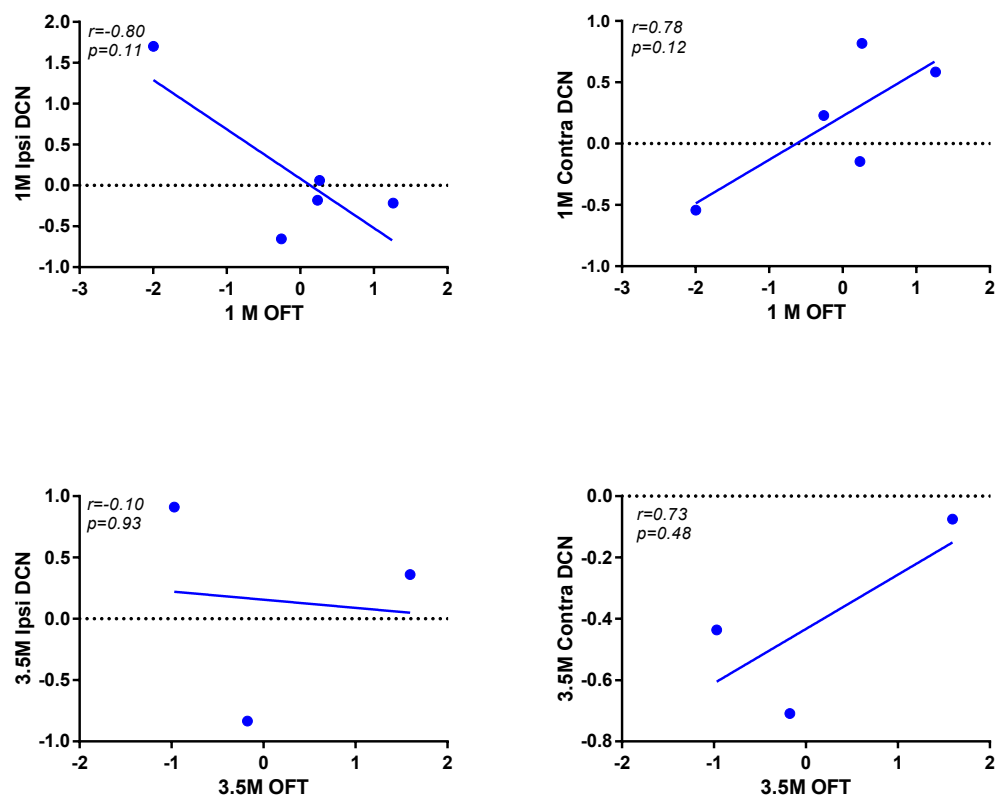 r=-0.80
p=0.11
1M Ipsi DCN
2.0
1.5
1.0
0.5
0.0
-0.5
-1.0
-3 -2 -1 0 1 2
1 M OFT
r=0.78
p=0.12
1M Contra DCN
1.0
0.5
0.0
-0.5
-1.0
-3 -2 -1 0 1 2
1 M OFT
r=-0.10
p=0.93
3.5M Ipsi DCN
1.0
0.5
0.0
-0.5
-1.0
-2 -1 0 1 2
3.5M OFT
r=0.73
p=0.48
3.5M Contra DCN
0.0
-0.2
-0.4
-0.6
-0.8
-2 -1 0 1 2
3.5M OFT